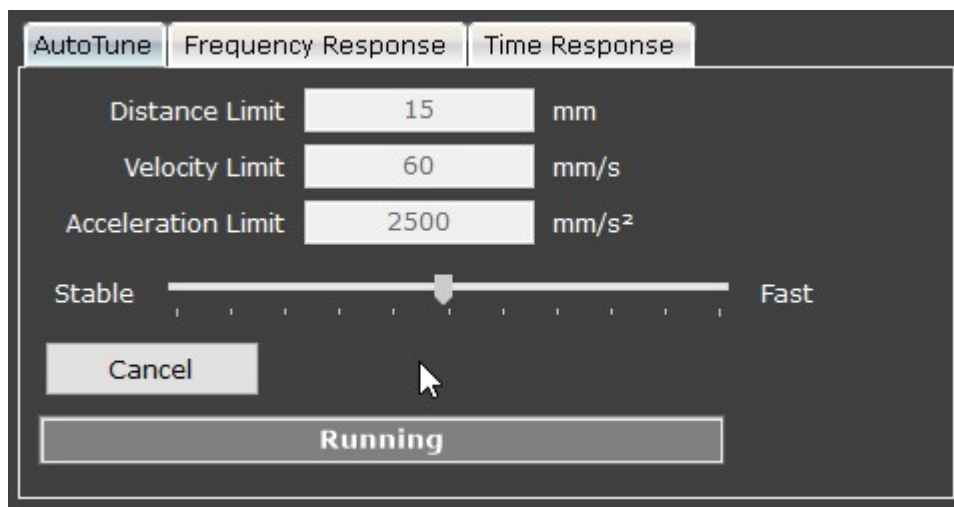 AutoTune Frequency Response Time Response
Distance Limit 15 mm
Velocity Limit 60 mm/s
Acceleration Limit 2500 mm/s²
Stable Fast
Cancel
Running